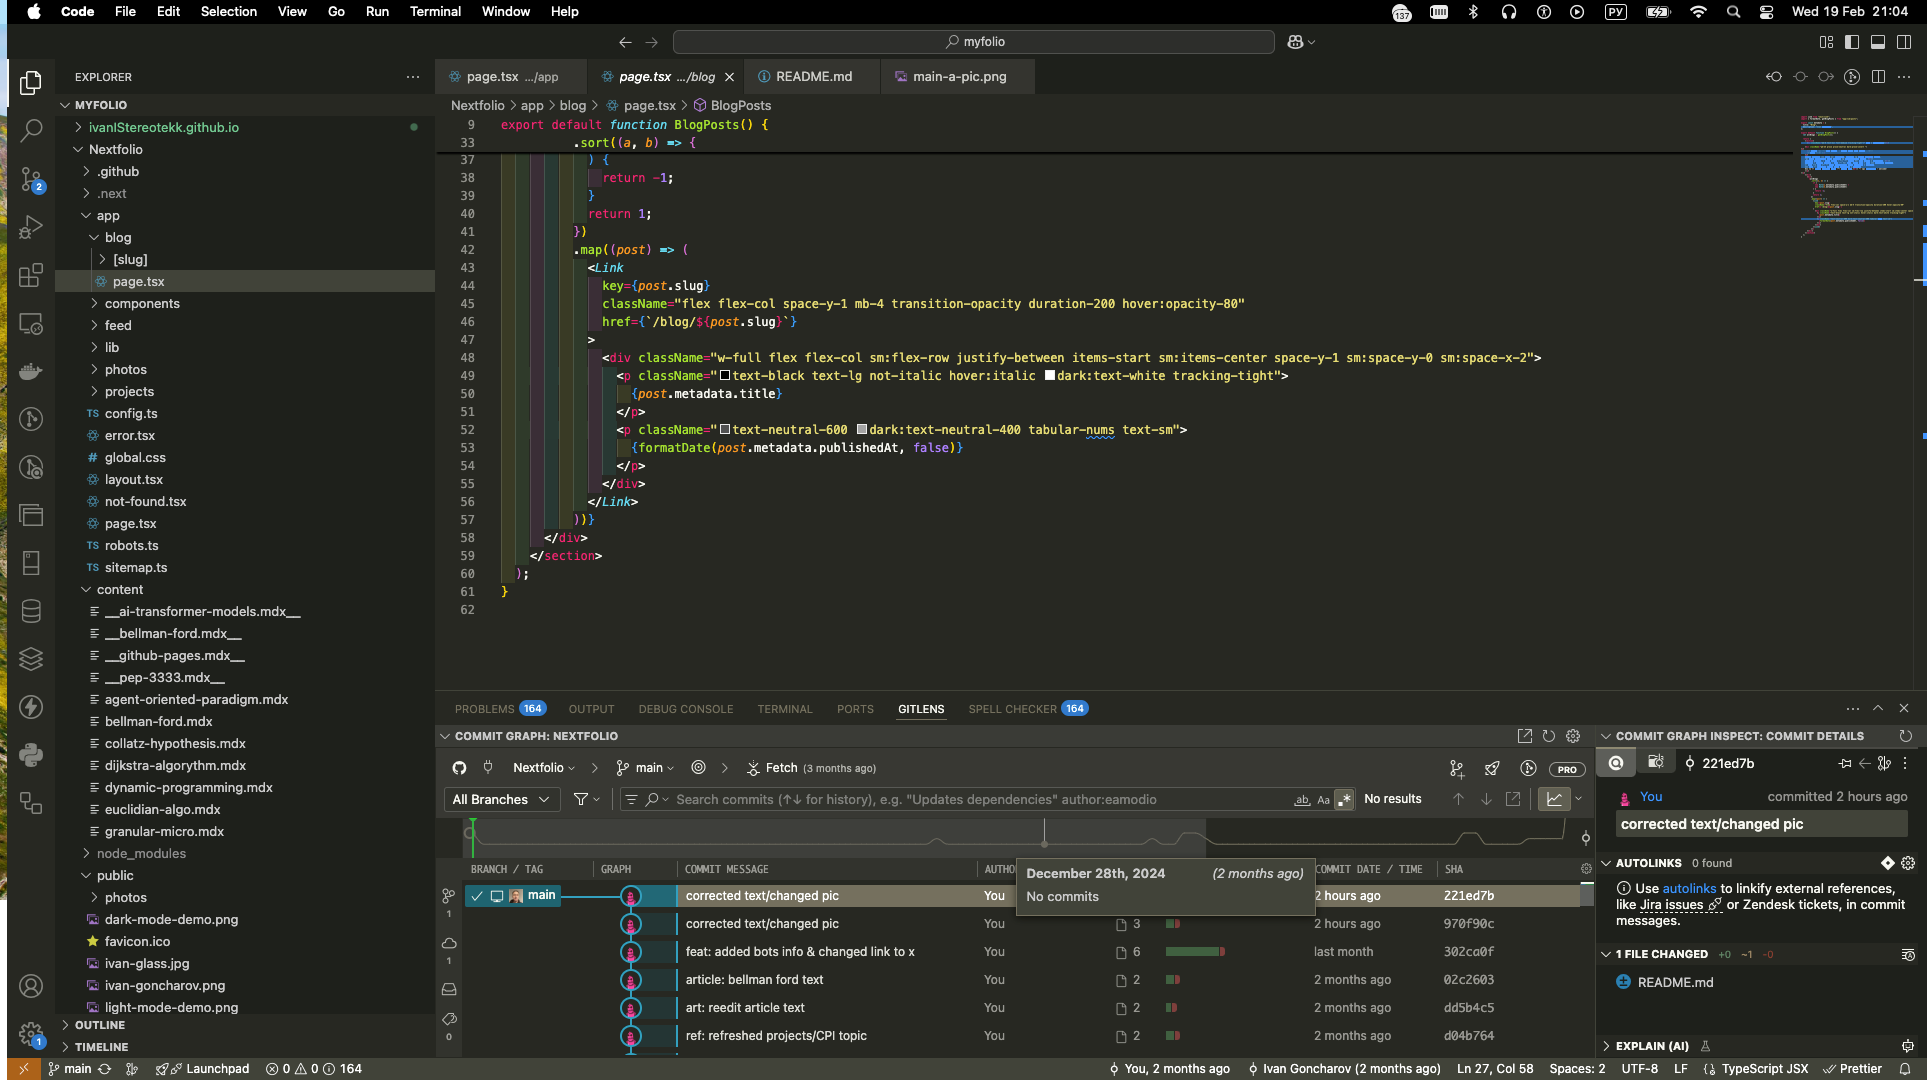 Code File Edit Selection View Go Run Terminal Window Help
137 РУ Wed 19 Feb 21:04
myfolio
EXPLORER
page.tsx .../app page.tsx .../blog README.md main-a-pic.png
MYFOLIO
Nextfolio > app > blog > page.tsx > BlogPosts
ivanIStereotekk.github.io
Nextfolio
.github
.next
app
blog
[slug]
page.tsx
components
feed
lib
photos
projects
TS config.ts
error.tsx
# global.css
layout.tsx
not-found.tsx
page.tsx
TS robots.ts
TS sitemap.ts
content
__ai-transformer-models.mdx__
__bellman-ford.mdx__
__github-pages.mdx__
__pep-3333.mdx__
agent-oriented-paradigm.mdx
bellman-ford.mdx
collatz-hypothesis.mdx
dijkstra-algorythm.mdx
dynamic-programming.mdx
euclidian-algo.mdx
granular-micro.mdx
node_modules
public
photos
dark-mode-demo.png
favicon.ico
ivan-glass.jpg
ivan-goncharov.png
light-mode-demo.png
OUTLINE
TIMELINE
2
1
9 export default function BlogPosts() {
33 .sort((a, b) => {
37 ) {
38 return -1;
39 }
40 return 1;
41 })
42 .map((post) => (
43 <Link
44 key={post.slug}
45 className="flex flex-col space-y-1 mb-4 transition-opacity duration-200 hover:opacity-80"
46 href={`/blog/${post.slug}`}
47 >
48 <div className="w-full flex flex-col sm:flex-row justify-between items-start sm:items-center space-y-1 sm:space-y-0 sm:space-x-2">
49 <p className="text-black text-lg not-italic hover:italic dark:text-white tracking-tight">
50 {post.metadata.title}
51 </p>
52 <p className="text-neutral-600 dark:text-neutral-400 tabular-nums text-sm">
53 {formatDate(post.metadata.publishedAt, false)}
54 </p>
55 </div>
56 </Link>
57 ))}
58 </div>
59 </section>
60 );
61 }
62
PROBLEMS 164 OUTPUT DEBUG CONSOLE TERMINAL PORTS GITLENS SPELL CHECKER 164
COMMIT GRAPH: NEXTFOLIO
Nextfolio > main > Fetch (3 months ago) PRO
All Branches Search commits (↑↓ for history), e.g. "Updates dependencies" author:eamodio ab Aa .* No results
BRANCH / TAG GRAPH COMMIT MESSAGE AUTHO COMMIT DATE / TIME SHA
December 28th, 2024 (2 months ago)
No commits
main corrected text/changed pic You 2 hours ago 221ed7b
corrected text/changed pic You 3 2 hours ago 970f90c
feat: added bots info & changed link to x You 6 last month 302ca0f
article: bellman ford text You 2 2 months ago 02c2603
art: reedit article text You 2 2 months ago dd5b4c5
ref: refreshed projects/CPI topic You 2 2 months ago d04b764
1
1
0
COMMIT GRAPH INSPECT: COMMIT DETAILS
221ed7b
You committed 2 hours ago
corrected text/changed pic
AUTOLINKS 0 found
Use autolinks to linkify external references,
like Jira issues or Zendesk tickets, in commit
messages.
1 FILE CHANGED +0 ~1 -0
README.md
EXPLAIN (AI)
main Launchpad 0 0 164 You, 2 months ago Ivan Goncharov (2 months ago) Ln 27, Col 58 Spaces: 2 UTF-8 LF {} TypeScript JSX Prettier